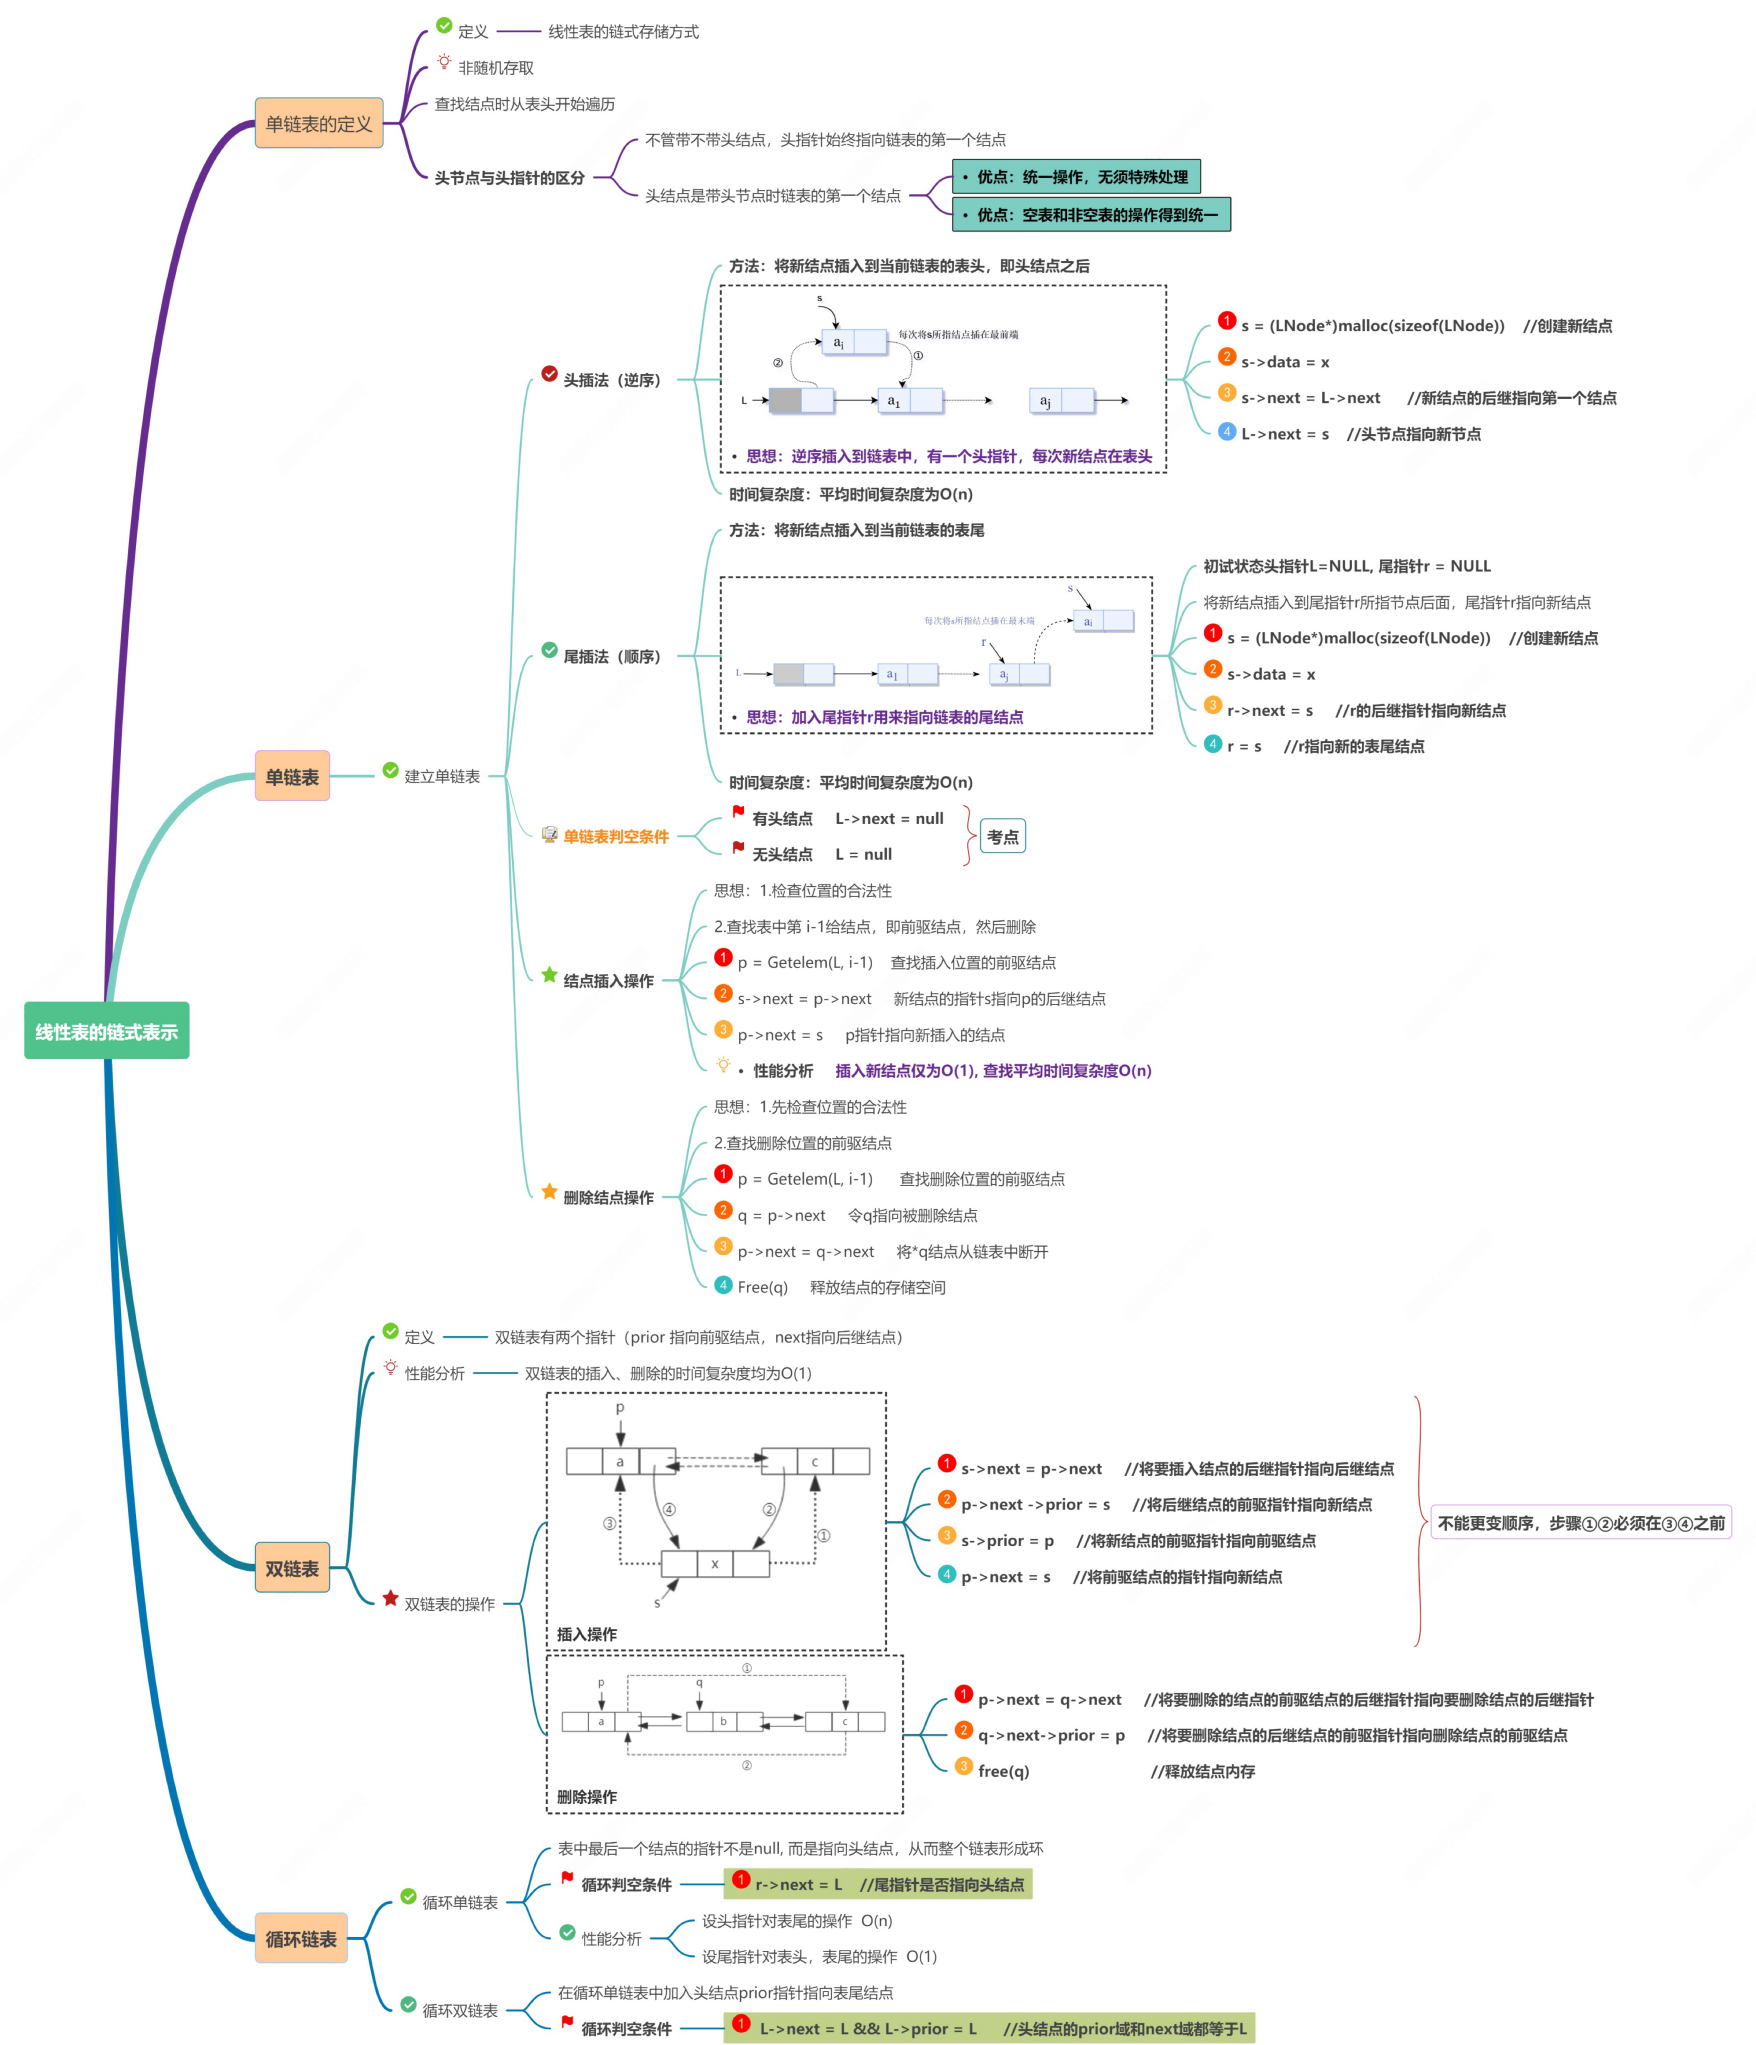 线性表的链式表示
单链表的定义
定义
线性表的链式存储方式
非随机存取
查找结点时从表头开始遍历
头节点与头指针的区分
不管带不带头结点，头指针始终指向链表的第一个结点
头结点是带头节点时链表的第一个结点
• 优点：统一操作，无须特殊处理
• 优点：空表和非空表的操作得到统一
单链表
建立单链表
头插法（逆序）
方法：将新结点插入到当前链表的表头，即头结点之后
s
ai
每次将s所指结点插在最前端
②
①
L
a1
aj
• 思想：逆序插入到链表中，有一个头指针，每次新结点在表头
1 s = (LNode*)malloc(sizeof(LNode)) //创建新结点
2 s->data = x
3 s->next = L->next //新结点的后继指向第一个结点
4 L->next = s //头节点指向新节点
时间复杂度：平均时间复杂度为O(n)
尾插法（顺序）
方法：将新结点插入到当前链表的表尾
s
每次将s所指结点插在最末端
ai
r
L
a1
aj
• 思想：加入尾指针r用来指向链表的尾结点
初试状态头指针L=NULL, 尾指针r = NULL
将新结点插入到尾指针r所指节点后面，尾指针r指向新结点
1 s = (LNode*)malloc(sizeof(LNode)) //创建新结点
2 s->data = x
3 r->next = s //r的后继指针指向新结点
4 r = s //r指向新的表尾结点
时间复杂度：平均时间复杂度为O(n)
单链表判空条件
有头结点 L->next = null
无头结点 L = null
考点
结点插入操作
思想：1.检查位置的合法性
2.查找表中第 i-1给结点，即前驱结点，然后删除
1 p = Getelem(L, i-1) 查找插入位置的前驱结点
2 s->next = p->next 新结点的指针s指向p的后继结点
3 p->next = s p指针指向新插入的结点
• 性能分析 插入新结点仅为O(1), 查找平均时间复杂度O(n)
删除结点操作
思想：1.先检查位置的合法性
2.查找删除位置的前驱结点
1 p = Getelem(L, i-1) 查找删除位置的前驱结点
2 q = p->next 令q指向被删除结点
3 p->next = q->next 将*q结点从链表中断开
4 Free(q) 释放结点的存储空间
双链表
定义
双链表有两个指针（prior 指向前驱结点，next指向后继结点）
性能分析
双链表的插入、删除的时间复杂度均为O(1)
双链表的操作
p
a
c
④
②
③
①
x
s
插入操作
1 s->next = p->next //将要插入结点的后继指针指向后继结点
2 p->next ->prior = s //将后继结点的前驱指针指向新结点
3 s->prior = p //将新结点的前驱指针指向前驱结点
4 p->next = s //将前驱结点的指针指向新结点
不能更变顺序，步骤①②必须在③④之前
①
p
q
a
b
c
②
删除操作
1 p->next = q->next //将要删除的结点的前驱结点的后继指针指向要删除结点的后继指针
2 q->next->prior = p //将要删除结点的后继结点的前驱指针指向删除结点的前驱结点
3 free(q) //释放结点内存
循环链表
循环单链表
表中最后一个结点的指针不是null, 而是指向头结点，从而整个链表形成环
循环判空条件
1 r->next = L //尾指针是否指向头结点
性能分析
设头指针对表尾的操作 O(n)
设尾指针对表头，表尾的操作 O(1)
循环双链表
在循环单链表中加入头结点prior指针指向表尾结点
循环判空条件
1 L->next = L && L->prior = L //头结点的prior域和next域都等于L